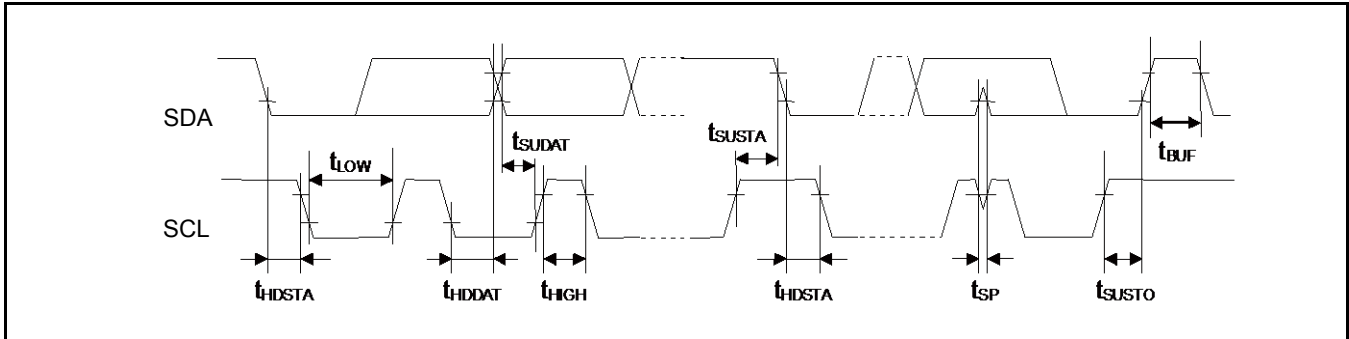 SDA
tSUDAT
tSUSTA
tBUF
tLOW
SCL
tHDSTA
tHDDAT
tHIGH
tHDSTA
tSP
tSUSTO